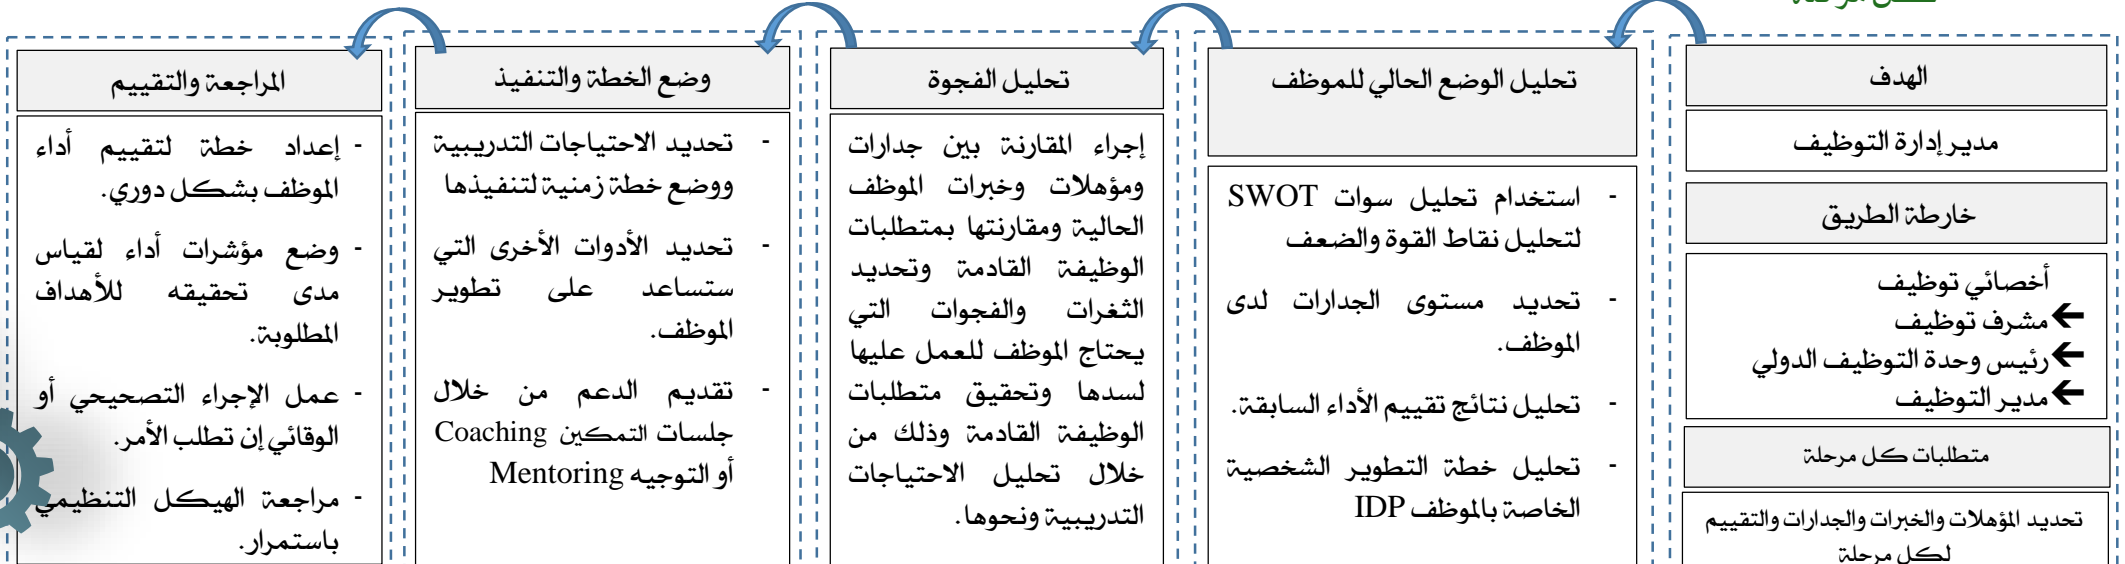 لكل مرحلة
الهدف
مدير إدارة التوظيف
خارطة الطريق
أخصائي توظيف
مشرف توظيف
رئيس وحدة التوظيف الدولي
مدير التوظيف
متطلبات كل مرحلة
تحديد المؤهلات والخبرات والجدارات والتقييم
لكل مرحلة
تحليل الوضع الحالي للموظف
- استخدام تحليل سوات SWOT
لتحليل نقاط القوة والضعف
- تحديد مستوى الجدارات لدى
الموظف.
- تحليل نتائج تقييم الأداء السابقة.
- تحليل خطة التطوير الشخصية
الخاصة بالموظف IDP
تحليل الفجوة
إجراء المقارنة بين جدارات
ومؤهلات وخبرات الموظف
الحالية ومقارنتها بمتطلبات
الوظيفة القادمة وتحديد
الثغرات والفجوات التي
يحتاج الموظف للعمل عليها
لسدها وتحقيق متطلبات
الوظيفة القادمة وذلك من
خلال تحليل الاحتياجات
التدريبية ونحوها.
وضع الخطة والتنفيذ
- تحديد الاحتياجات التدريبية
ووضع خطة زمنية لتنفيذها
- تحديد الأدوات الأخرى التي
ستساعد على تطوير
الموظف.
- تقديم الدعم من خلال
جلسات التمكين Coaching
أو التوجيه Mentoring
المراجعة والتقييم
- إعداد خطة لتقييم أداء
الموظف بشكل دوري.
- وضع مؤشرات أداء لقياس
مدى تحقيقه للأهداف
المطلوبة.
- عمل الإجراء التصحيحي أو
الوقائي إن تطلب الأمر.
- مراجعة الهيكل التنظيمي
باستمرار.